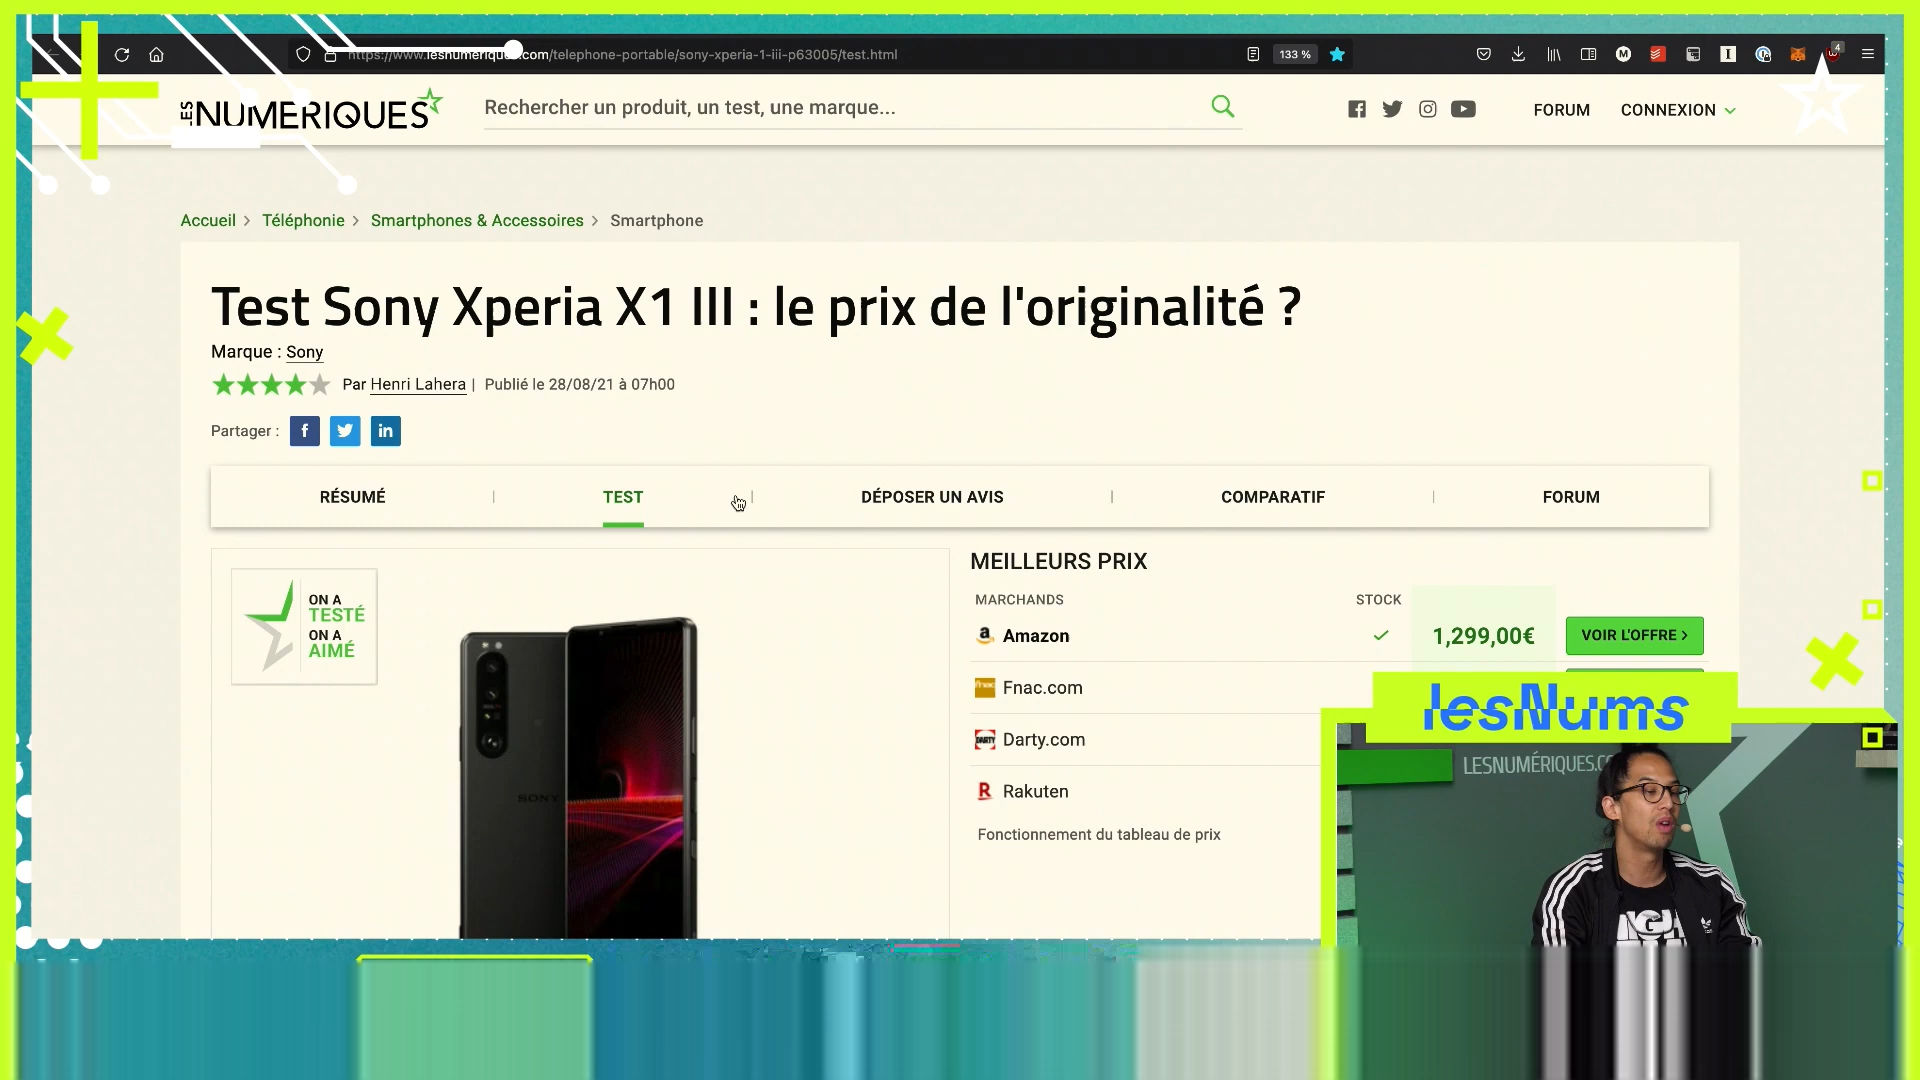 https://www.lesnumeriques.com/telephone-portable/sony-xperia-1-iii-p63005/test.html
133 %
4
LES NUMERIQUES
Rechercher un produit, un test, une marque...
FORUM
CONNEXION
Accueil > Téléphonie > Smartphones & Accessoires > Smartphone
Test Sony Xperia X1 III : le prix de l'originalité ?
Marque : Sony
Par Henri Lahera | Publié le 28/08/21 à 07h00
Partager :
RÉSUMÉ | TEST | DÉPOSER UN AVIS | COMPARATIF | FORUM
ON A
TESTÉ
ON A
AIMÉ
SONY
MEILLEURS PRIX
MARCHANDS STOCK
Amazon 1,299,00€ VOIR L'OFFRE >
Fnac.com
Darty.com
Rakuten
Fonctionnement du tableau de prix
lesNums
LESNUMÉRIQUES.CO